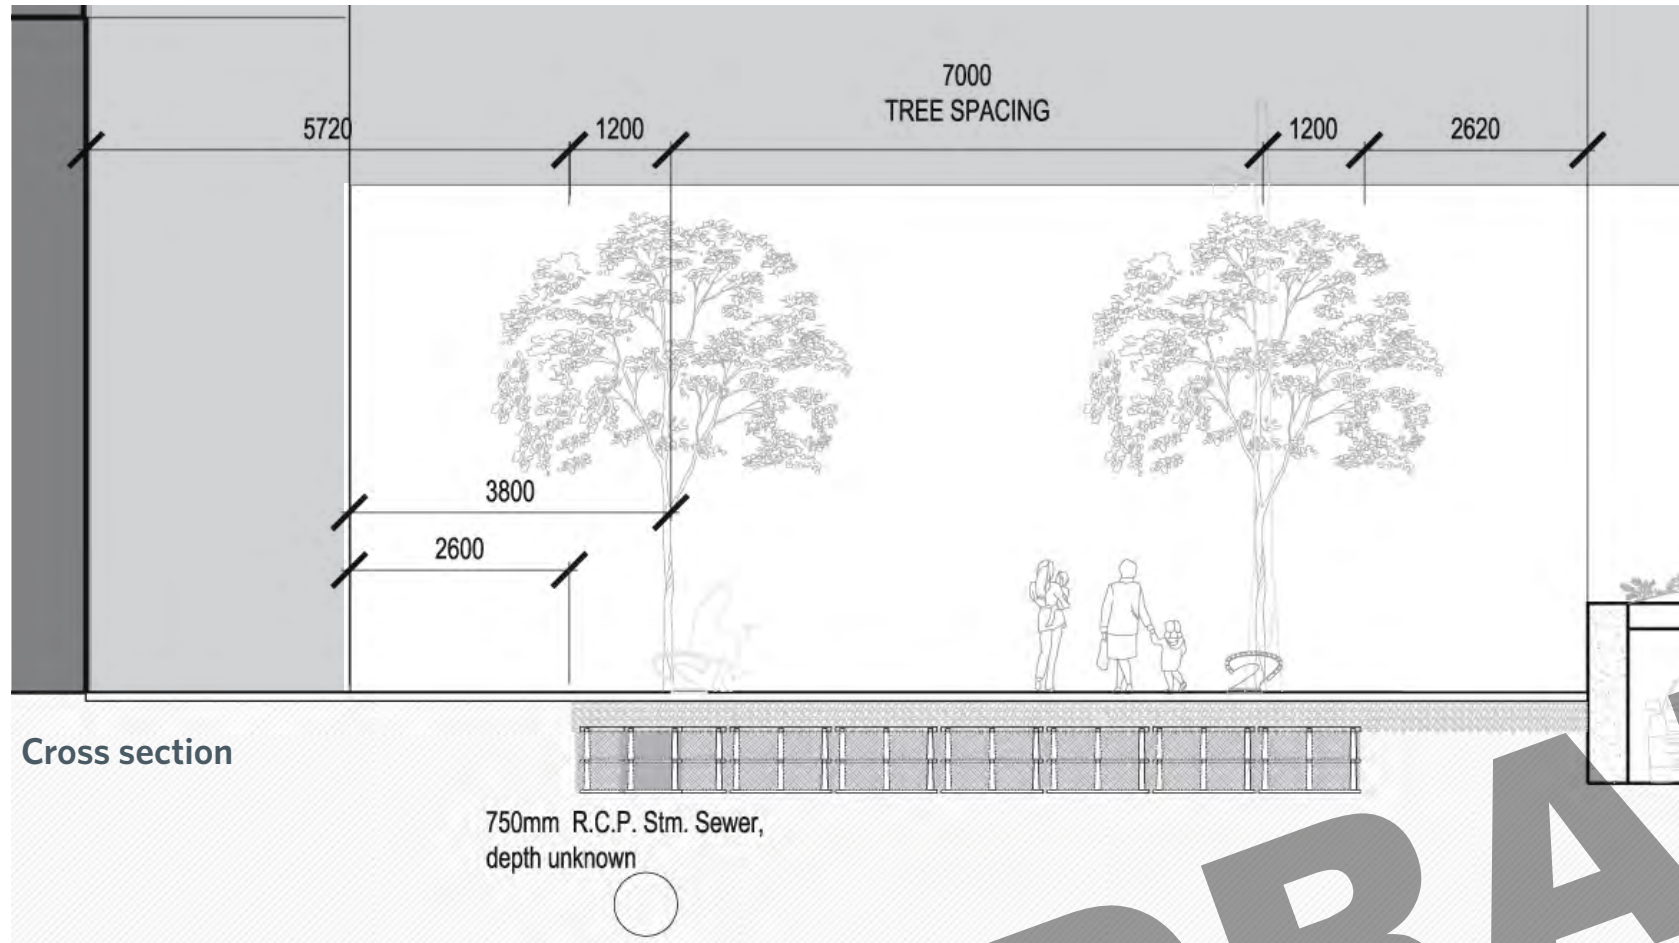 7000
TREE SPACING
5720
1200
1200
2620
3800
2600
Cross section
750mm R.C.P. Stm. Sewer,
depth unknown